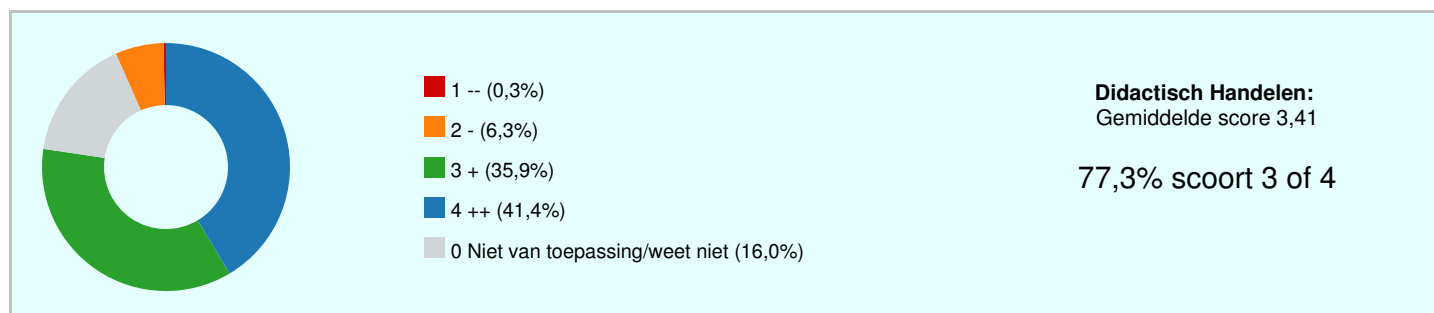 1 -- (0,3%)
2 - (6,3%)
3 + (35,9%)
4 ++ (41,4%)
0 Niet van toepassing/weet niet (16,0%)
Didactisch Handelen:
Gemiddelde score 3,41
77,3% scoort 3 of 4